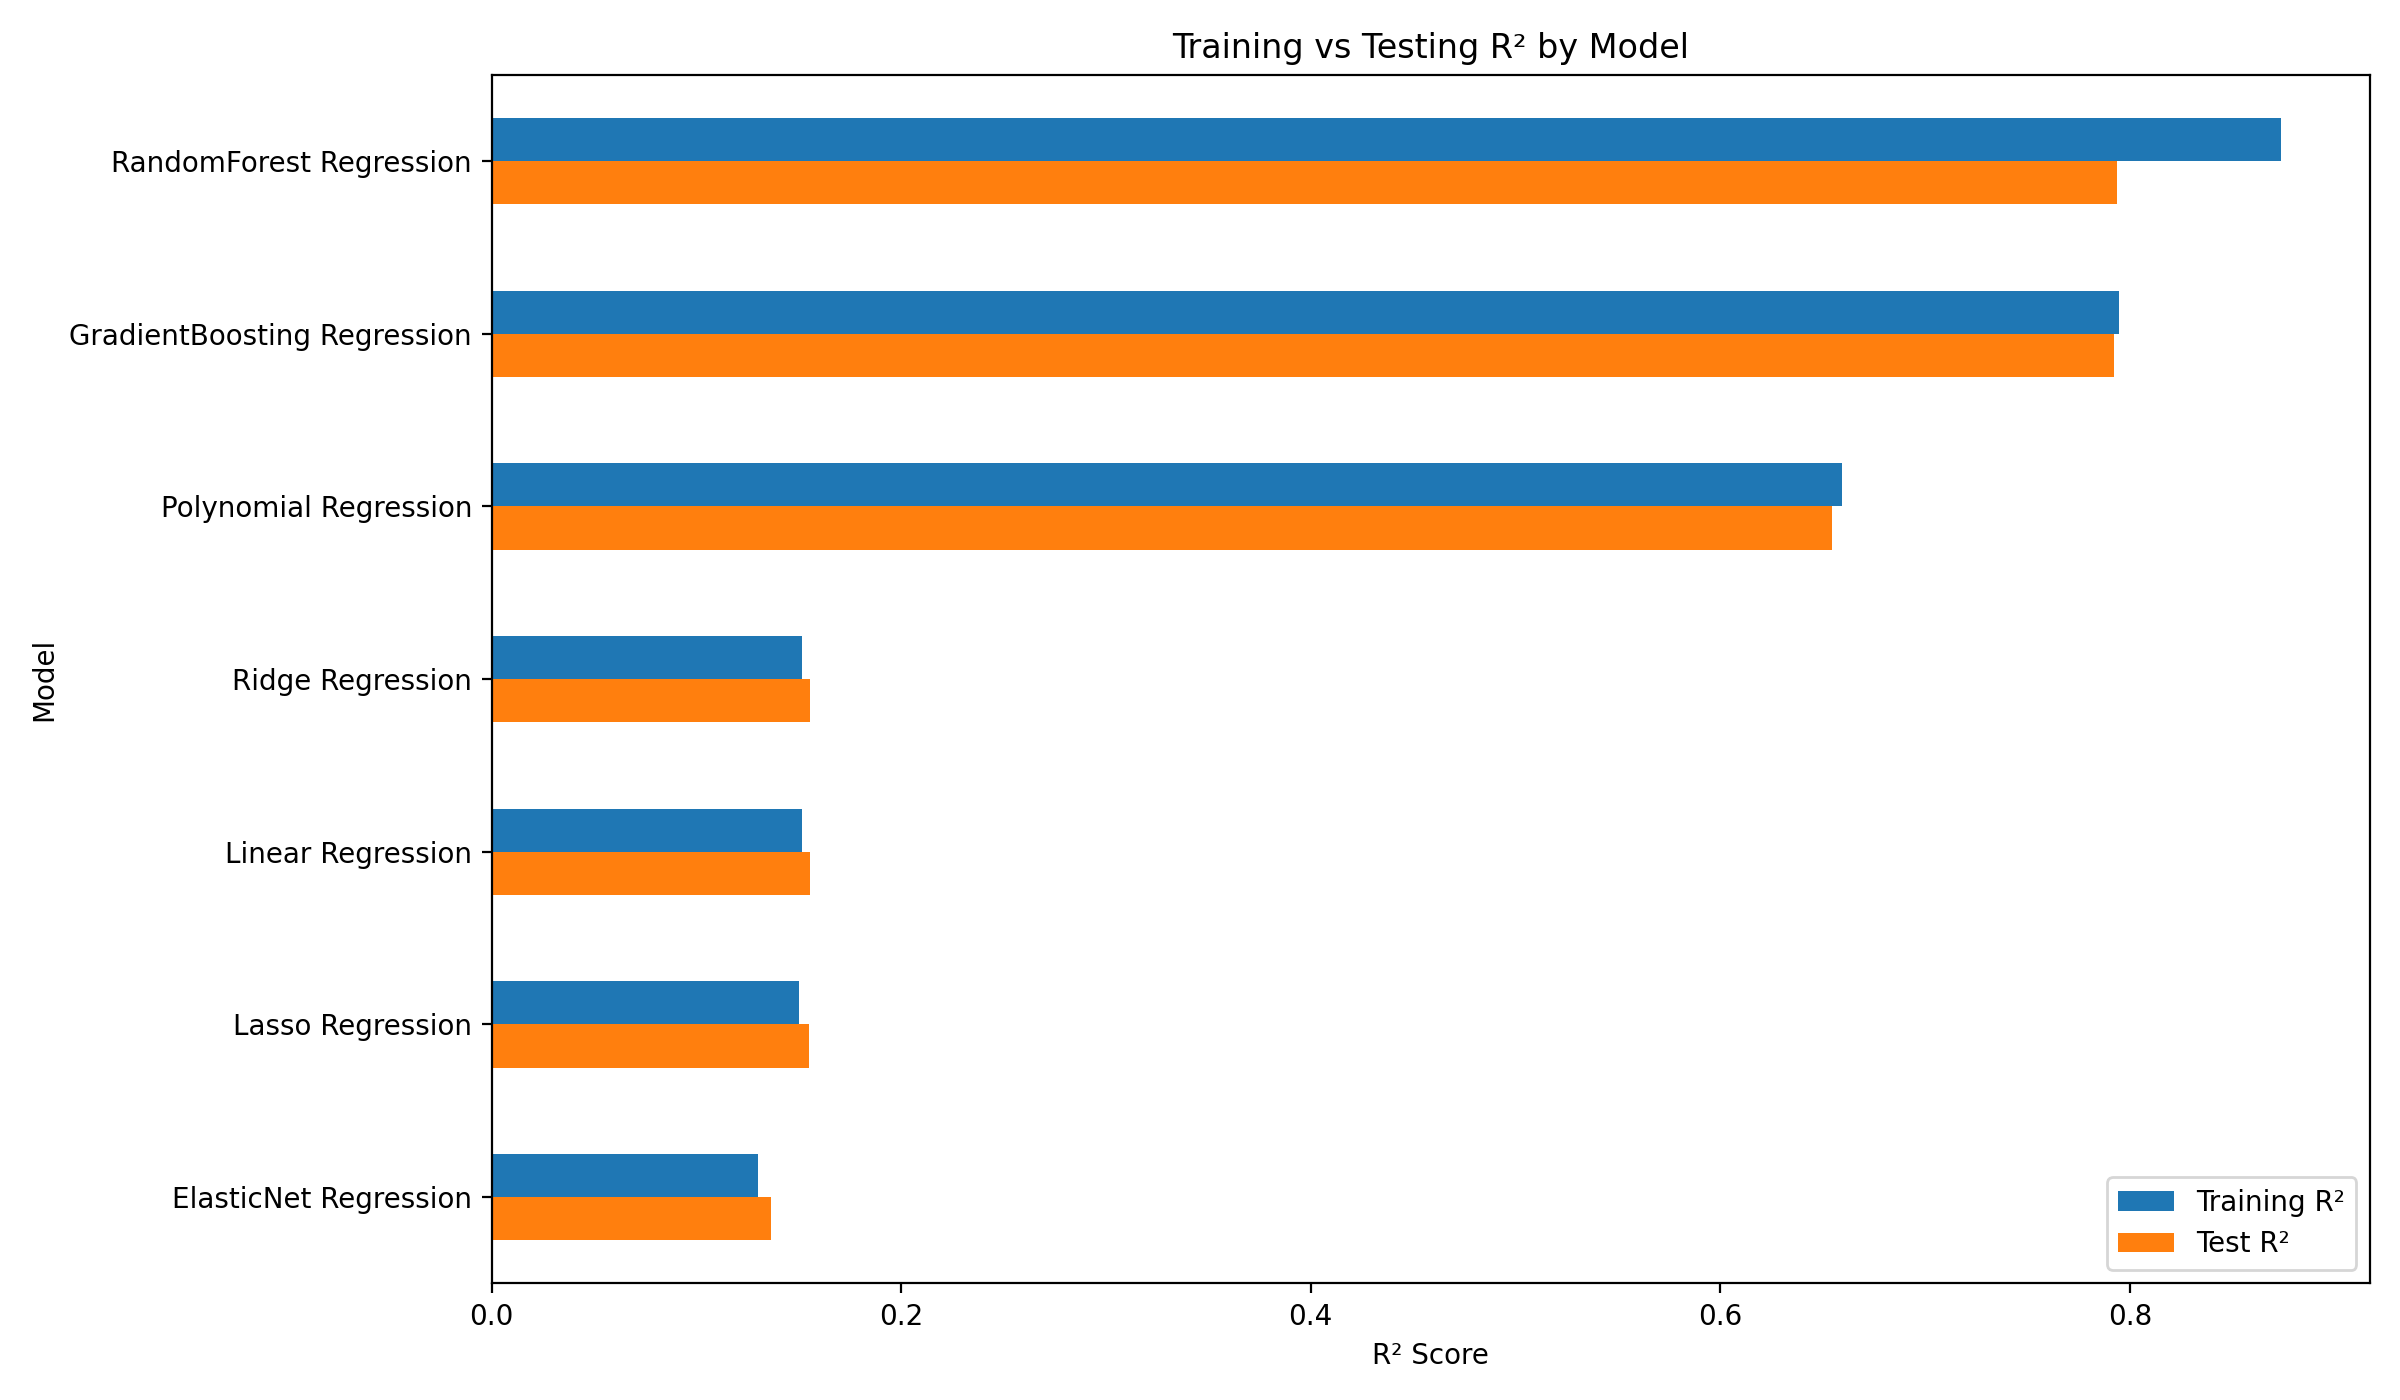 Training vs Testing R² by Model
RandomForest Regression
GradientBoosting Regression
Polynomial Regression
Ridge Regression
Linear Regression
Lasso Regression
ElasticNet Regression
Model
Training R²
Test R²
0.0 0.2 0.4 0.6 0.8
R² Score